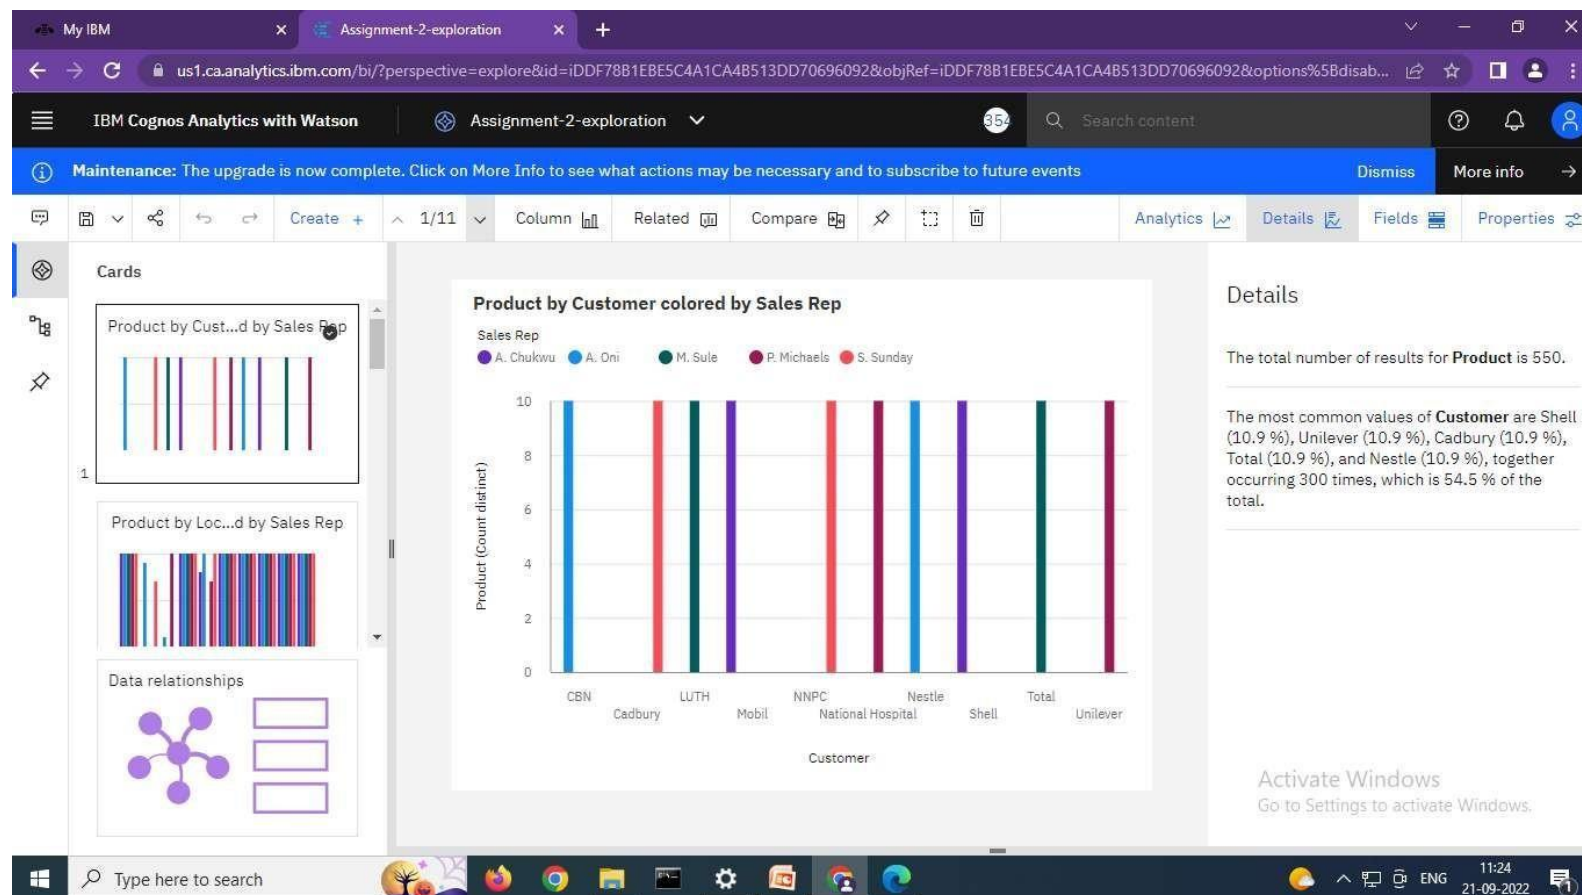 My IBM
Assignment-2-exploration
us1.ca.analytics.ibm.com/bi/?perspective=explore&id=iDDF78B1EBE5C4A1CA4B513DD70696092&objRef=iDDF78B1EBE5C4A1CA4B513DD70696092&options%5Bdisab...
IBM Cognos Analytics with Watson
Assignment-2-exploration
354
Search content
Maintenance: The upgrade is now complete. Click on More Info to see what actions may be necessary and to subscribe to future events
Dismiss
More info
Create +
1/11
Column
Related
Compare
Analytics
Details
Fields
Properties
Cards
Product by Cust...d by Sales Rep
1
Product by Loc...d by Sales Rep
Data relationships
Product by Customer colored by Sales Rep
Sales Rep
A. Chukwu A. Oni M. Sule P. Michaels S. Sunday
10
8
6
4
2
0
Product (Count distinct)
CBN LUTH NNPC Nestle Total
Cadbury Mobil National Hospital Shell Unilever
Customer
Details
The total number of results for Product is 550.
The most common values of Customer are Shell
(10.9 %), Unilever (10.9 %), Cadbury (10.9 %),
Total (10.9 %), and Nestle (10.9 %), together
occurring 300 times, which is 54.5 % of the
total.
Activate Windows
Go to Settings to activate Windows.
Type here to search
ENG
11:24
21-09-2022
1